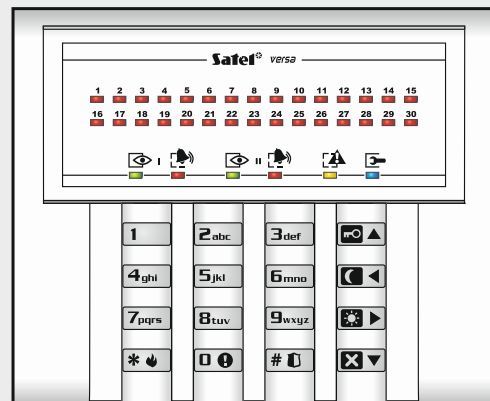 Satel versa
1 2 3 4 5 6 7 8 9 10 11 12 13 14 15
16 17 18 19 20 21 22 23 24 25 26 27 28 29 30
I II
1 2abc 3def
4ghi 5jkl 6mno
7pqrs 8tuv 9wxyz
* 0 #